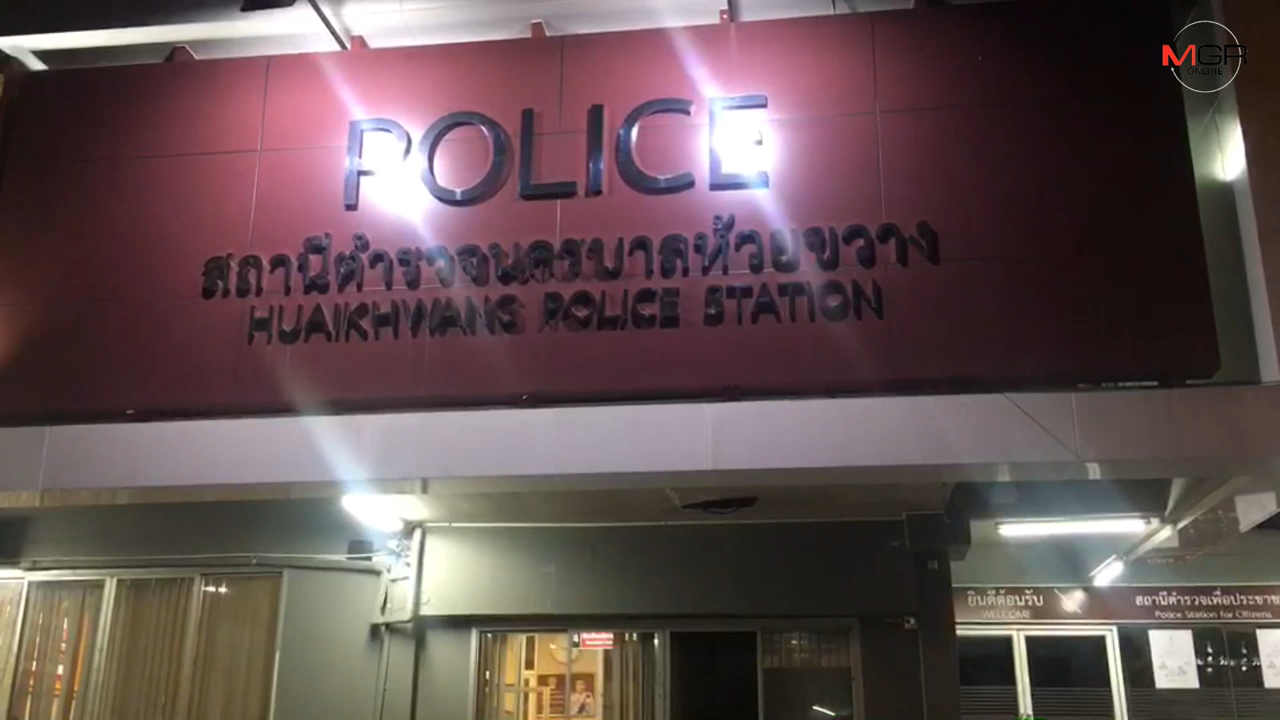 MGR
ONLINE
POLICE
สถานีตำรวจนครบาลห้วยขวาง
HUAIKHWANG POLICE STATION
ยินดีต้อนรับ
WELCOME
สถานีตำรวจเพื่อประชาช
Police Station for Citizens